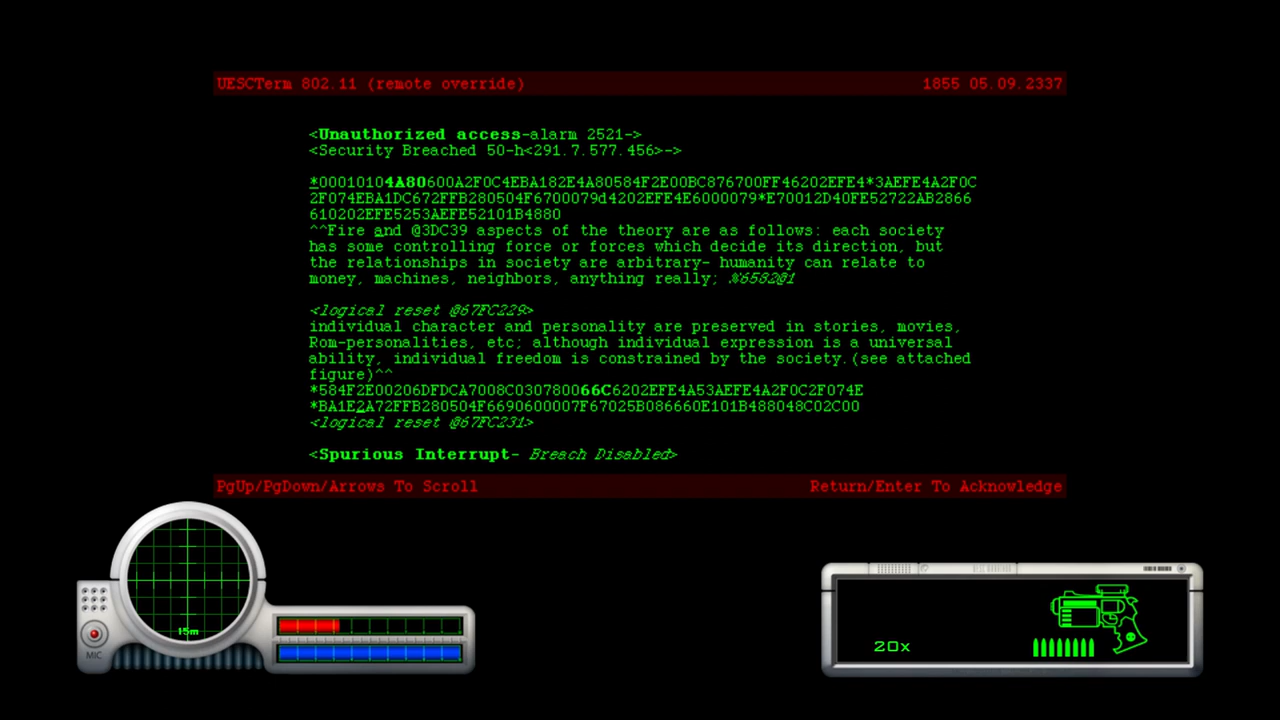 UESCTerm 802.11 (remote override)
1855 05.09.2337
<Unauthorized access-alarm 2521->
<Security Breached 50-h<291.7.577.456>->
*00010104A80600A2F0C4EBA182E4A80584F2E00BC876700FF46202EFE4*3AEFE4A2F0C
2F074EBA1DC672FFB280504F6700079d4202EFE4E6000079*E70012D40FE52722AB2866
610202EFE5253AEFE52101B4880
^^Fire and @3DC39 aspects of the theory are as follows: each society
has some controlling force or forces which decide its direction, but
the relationships in society are arbitrary- humanity can relate to
money, machines, neighbors, anything really; %6582@1
<logical reset @67FC229>
individual character and personality are preserved in stories, movies,
Rom-personalities, etc; although individual expression is a universal
ability, individual freedom is constrained by the society.(see attached
figure)^^
*584F2E00206DFDCA7008C030780066C6202EFE4A53AEFE4A2F0C2F074E
*BA1E2A72FFB280504F6690600007F67025B086660E101B488048C02C00
<logical reset @67FC231>
<Spurious Interrupt- Breach Disabled>
PgUp/PgDown/Arrows To Scroll
Return/Enter To Acknowledge
15m
MIC
20x